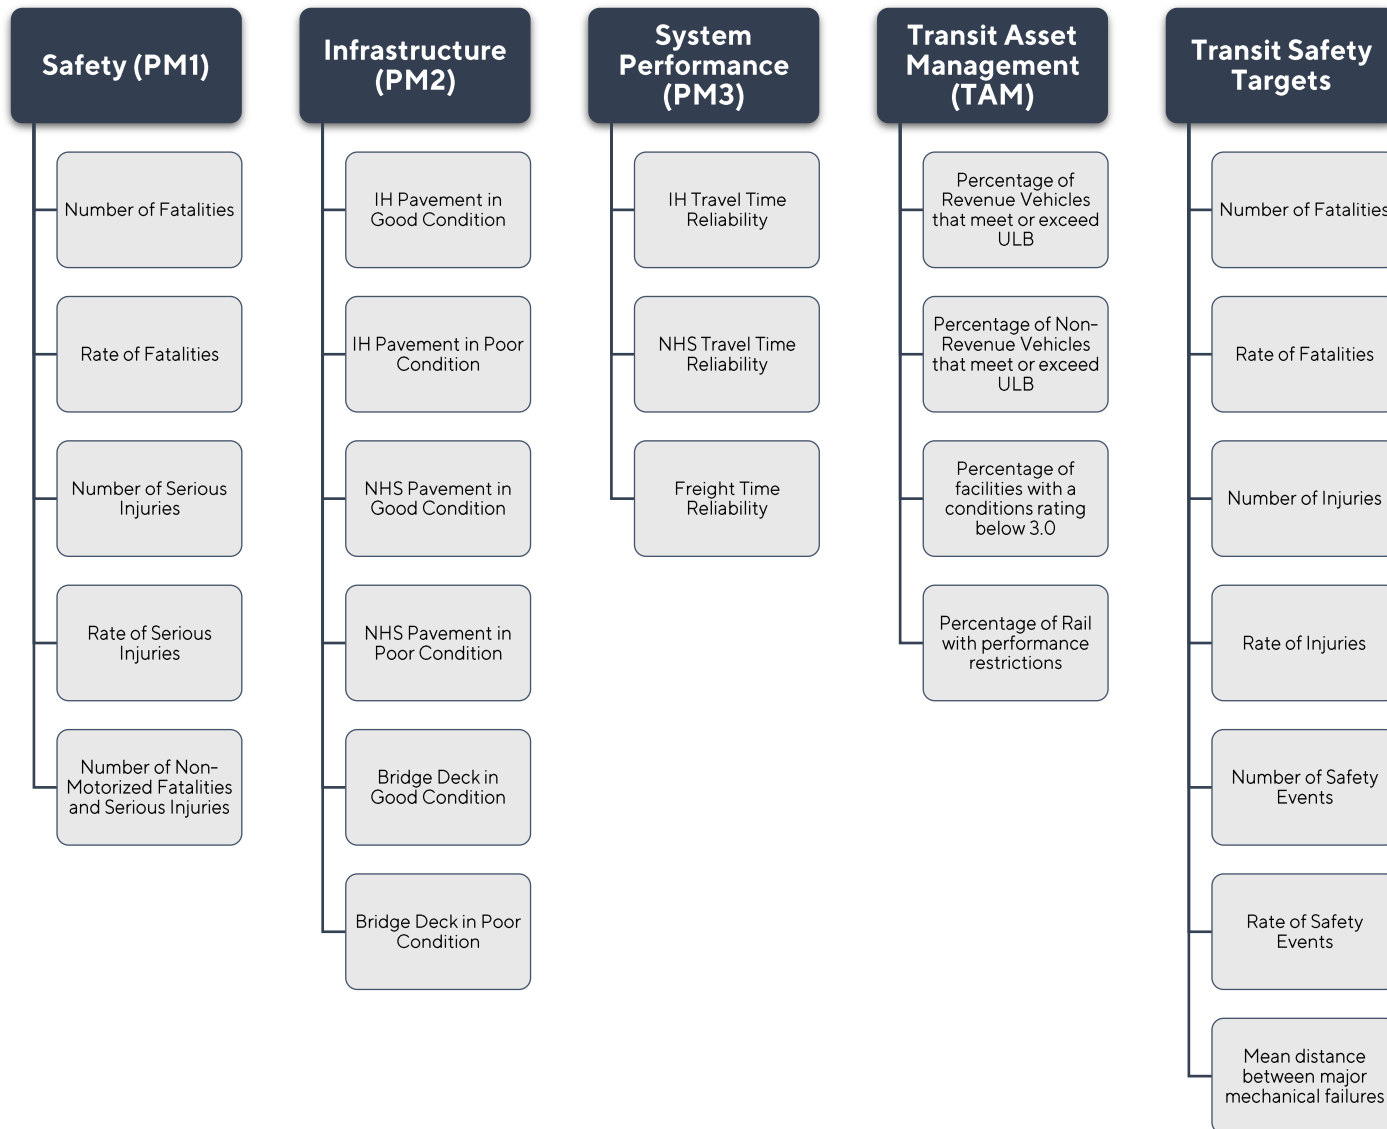 Safety (PM1)
Number of Fatalities
Rate of Fatalities
Number of Serious
Injuries
Rate of Serious
Injuries
Number of Non-
Motorized Fatalities
and Serious Injuries
Infrastructure
(PM2)
IH Pavement in
Good Condition
IH Pavement in Poor
Condition
NHS Pavement in
Good Condition
NHS Pavement in
Poor Condition
Bridge Deck in
Good Condition
Bridge Deck in Poor
Condition
System
Performance
(PM3)
IH Travel Time
Reliability
NHS Travel Time
Reliability
Freight Time
Reliability
Transit Asset
Management
(TAM)
Percentage of
Revenue Vehicles
that meet or exceed
ULB
Percentage of Non-
Revenue Vehicles
that meet or exceed
ULB
Percentage of
facilities with a
conditions rating
below 3.0
Percentage of Rail
with performance
restrictions
Transit Safety
Targets
Number of Fatalities
Rate of Fatalities
Number of Injuries
Rate of Injuries
Number of Safety
Events
Rate of Safety
Events
Mean distance
between major
mechanical failures